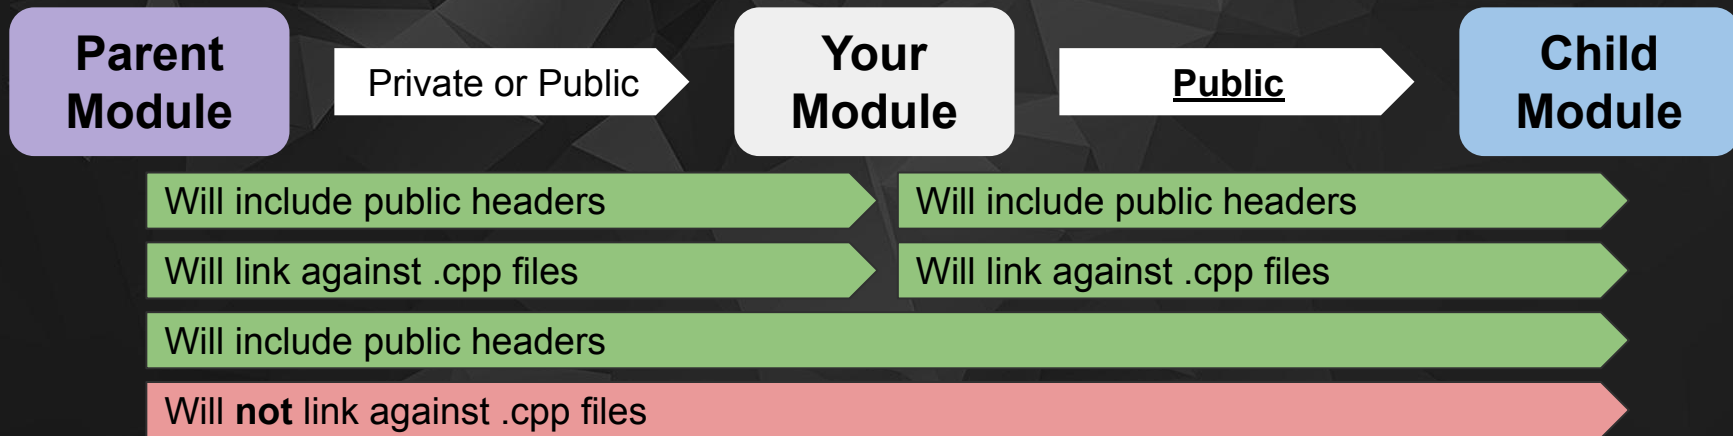 Parent
Module
Private or Public
Your
Module
Public
Child
Module
Will include public headers
Will include public headers
Will link against .cpp files
Will link against .cpp files
Will include public headers
Will not link against .cpp files